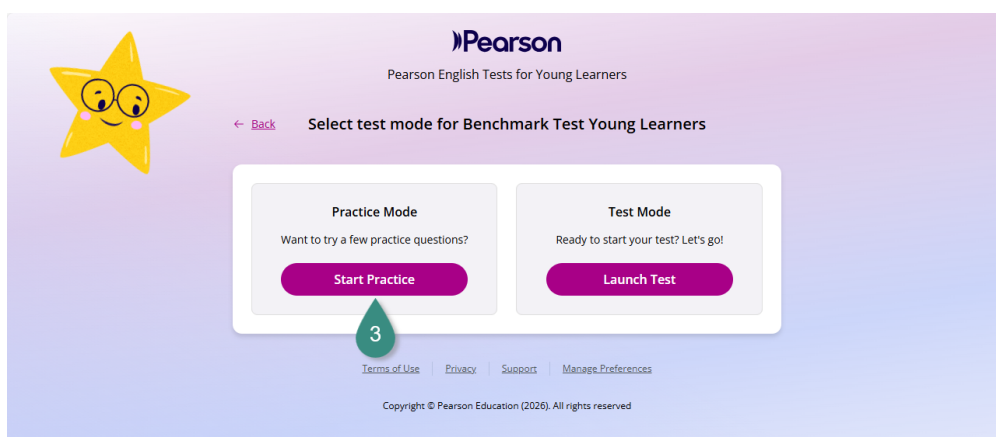 Pearson
Pearson English Tests for Young Learners
← Back
Select test mode for Benchmark Test Young Learners
Practice Mode
Want to try a few practice questions?
Start Practice
Test Mode
Ready to start your test? Let's go!
Launch Test
3
Terms of Use
Privacy
Support
Manage Preferences
Copyright © Pearson Education (2026). All rights reserved